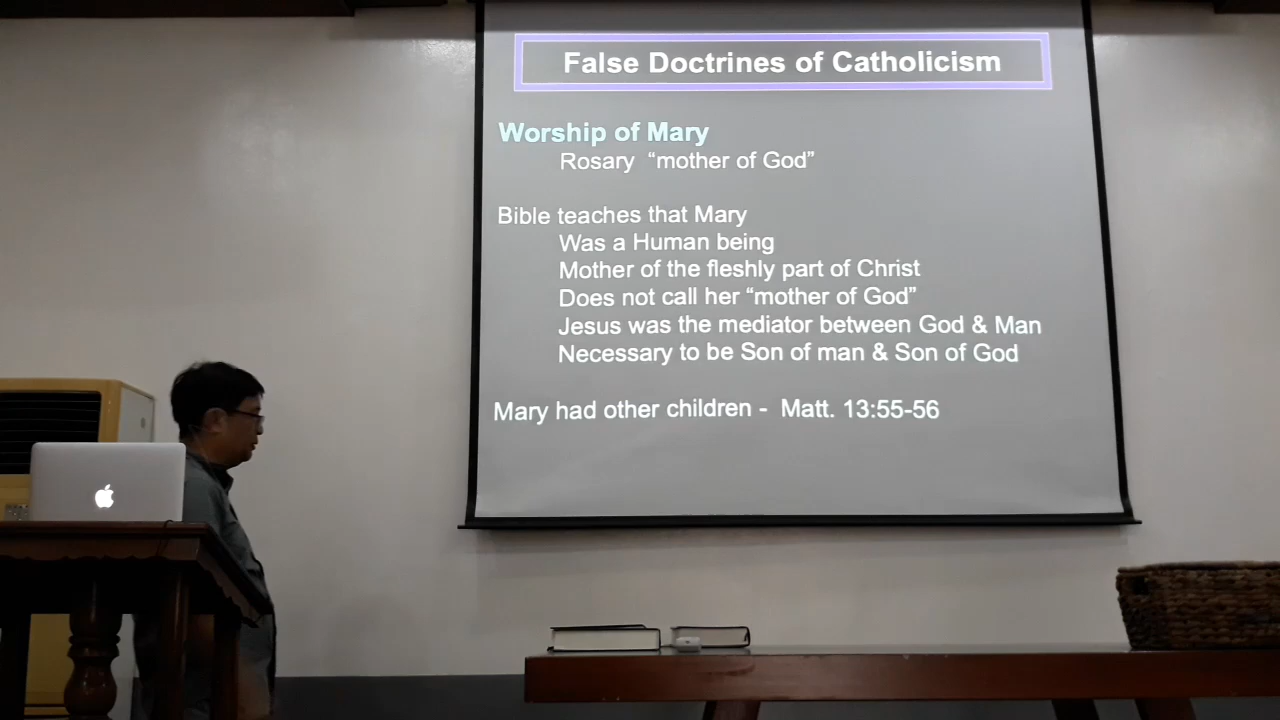 False Doctrines of Catholicism
Worship of Mary
Rosary “mother of God”
Bible teaches that Mary
Was a Human being
Mother of the fleshly part of Christ
Does not call her “mother of God”
Jesus was the mediator between God & Man
Necessary to be Son of man & Son of God
Mary had other children - Matt. 13:55-56